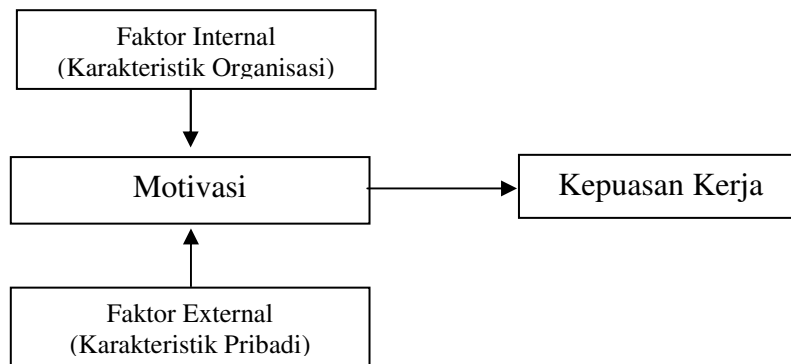 Faktor Internal
(Karakteristik Organisasi)
Motivasi
Kepuasan Kerja
Faktor External
(Karakteristik Pribadi)